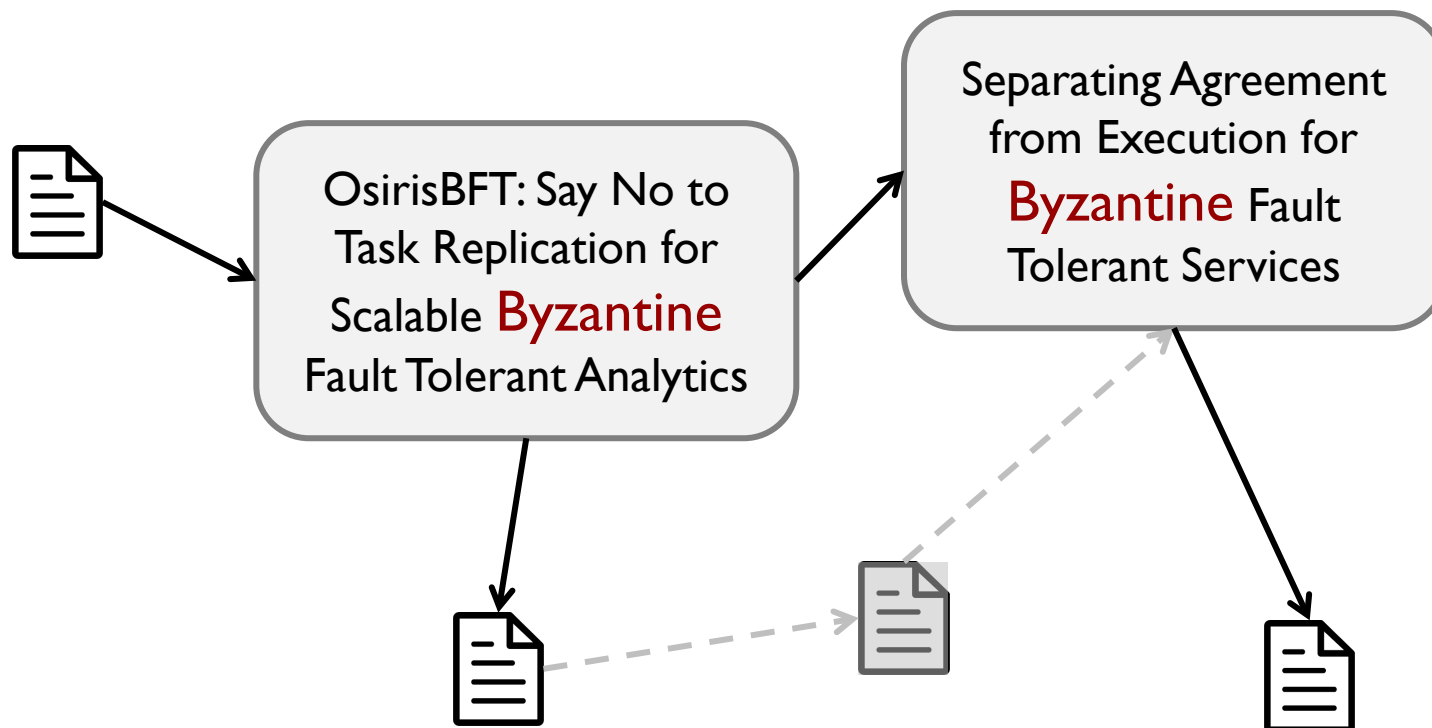 OsirisBFT: Say No to
Task Replication for
Scalable Byzantine
Fault Tolerant Analytics
Separating Agreement
from Execution for
Byzantine Fault
Tolerant Services